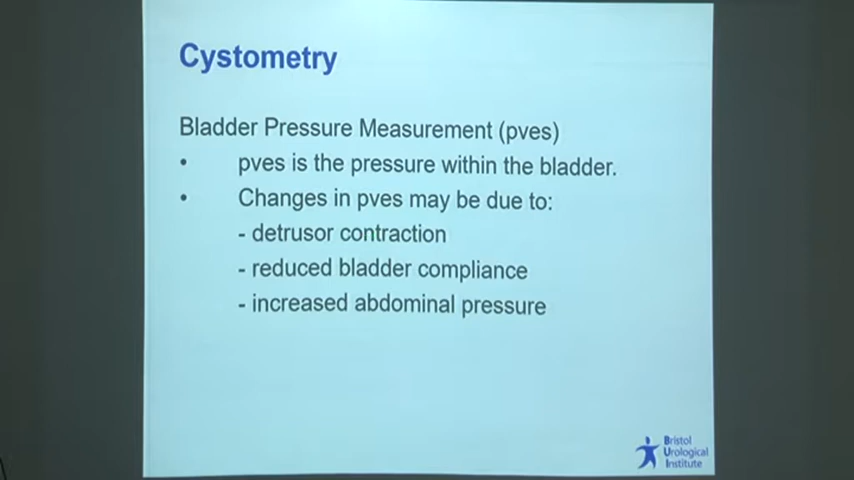 Cystometry
Bladder Pressure Measurement (pves)
• pves is the pressure within the bladder.
• Changes in pves may be due to:
- detrusor contraction
- reduced bladder compliance
- increased abdominal pressure
Bristol
Urological
Institute